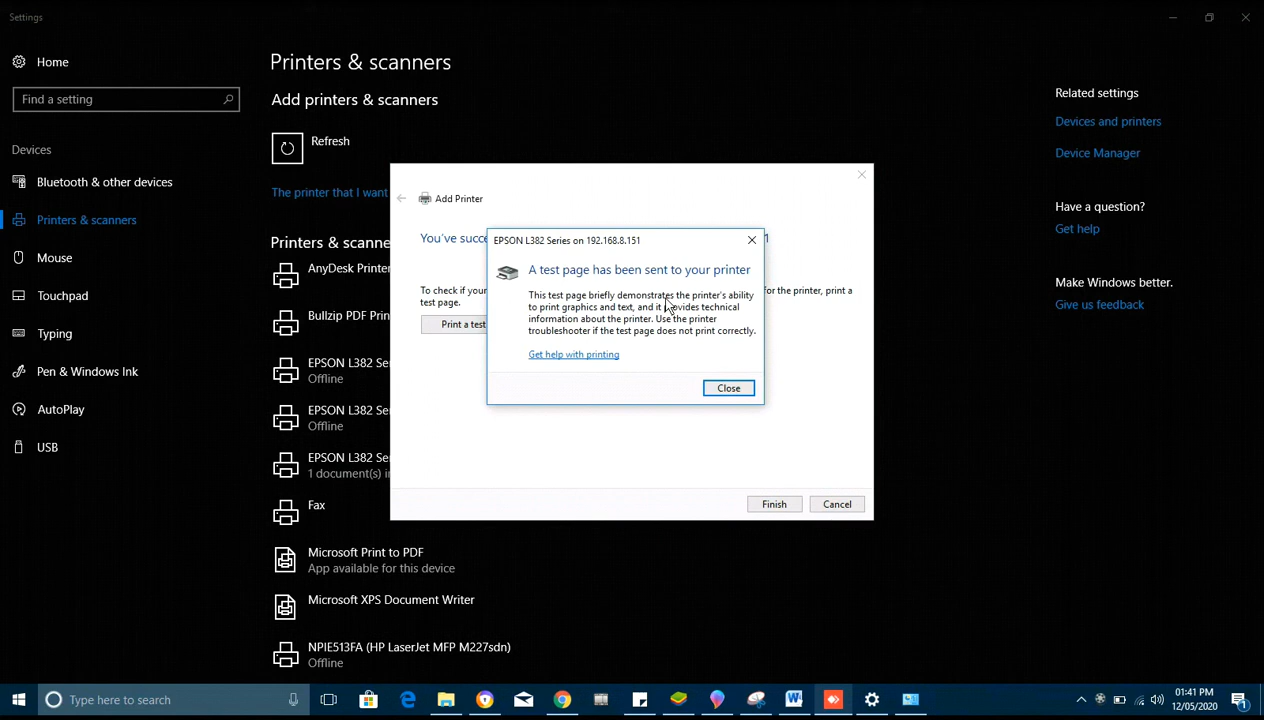 Settings
Home
Find a setting
Devices
Bluetooth & other devices
Printers & scanners
Mouse
Touchpad
Typing
Pen & Windows Ink
AutoPlay
USB
Printers & scanners
Add printers & scanners
Refresh
The printer that I want
Printers & scanne
AnyDesk Printer
Bullzip PDF Prin
EPSON L382 Se
Offline
EPSON L382 Se
Offline
EPSON L382 Se
1 document(s) i
Fax
Microsoft Print to PDF
App available for this device
Microsoft XPS Document Writer
NPIE513FA (HP LaserJet MFP M227sdn)
Offline
Add Printer
You've succe
1
To check if your
for the printer, print a
test page.
Print a test
EPSON L382 Series on 192.168.8.151
A test page has been sent to your printer
This test page briefly demonstrates the printer's ability
to print graphics and text, and it provides technical
information about the printer. Use the printer
troubleshooter if the test page does not print correctly.
Get help with printing
Close
Finish
Cancel
Related settings
Devices and printers
Device Manager
Have a question?
Get help
Make Windows better.
Give us feedback
Type here to search
01:41 PM
12/05/2020
1